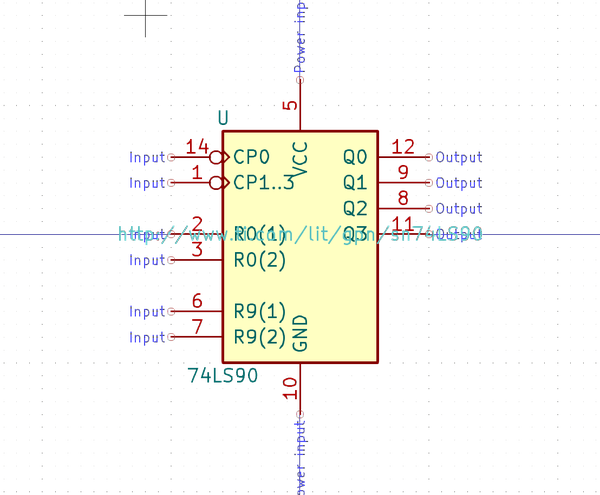 Power inp
5
U
Input 14 CP0 VCC Q0 12 Output
Input 1 CP1..3 Q1 9 Output
Q2 8 Output
Input 2 R0(1) Q3 11 Output
http://www.ti.com/lit/gpn/sn74LS90
Input 3 R0(2)
Input 6 R9(1)
Input 7 R9(2) GND
74LS90
10
ower input